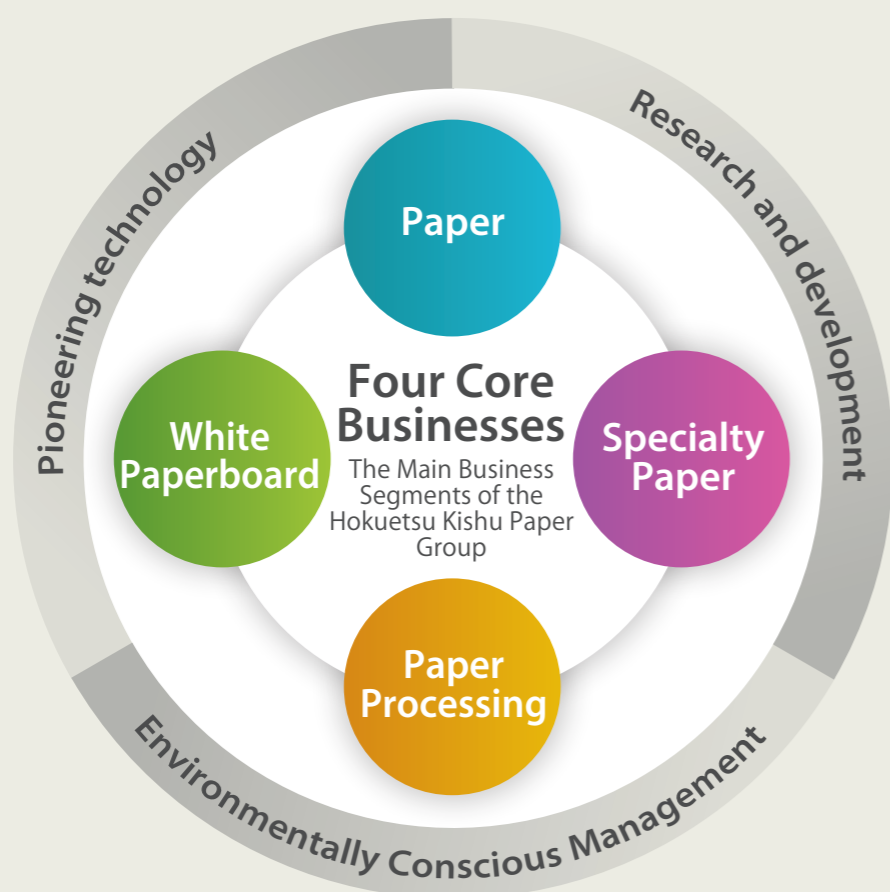 Pioneering technology
Research and development
Paper
White
Paperboard
Four Core
Businesses
The Main Business
Segments of the
Hokuetsu Kishu Paper
Group
Specialty
Paper
Paper
Processing
Environmentally Conscious Management